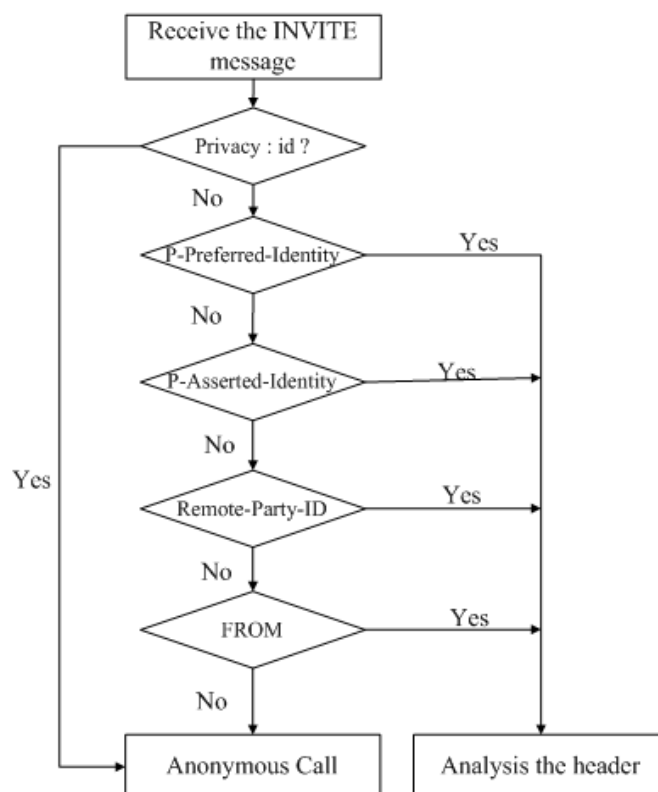 Receive the INVITE
message
Privacy : id ?
No
P-Preferred-Identity
Yes
No
P-Asserted-Identity
Yes
No
Yes
Remote-Party-ID
Yes
No
FROM
Yes
No
Anonymous Call
Analysis the header